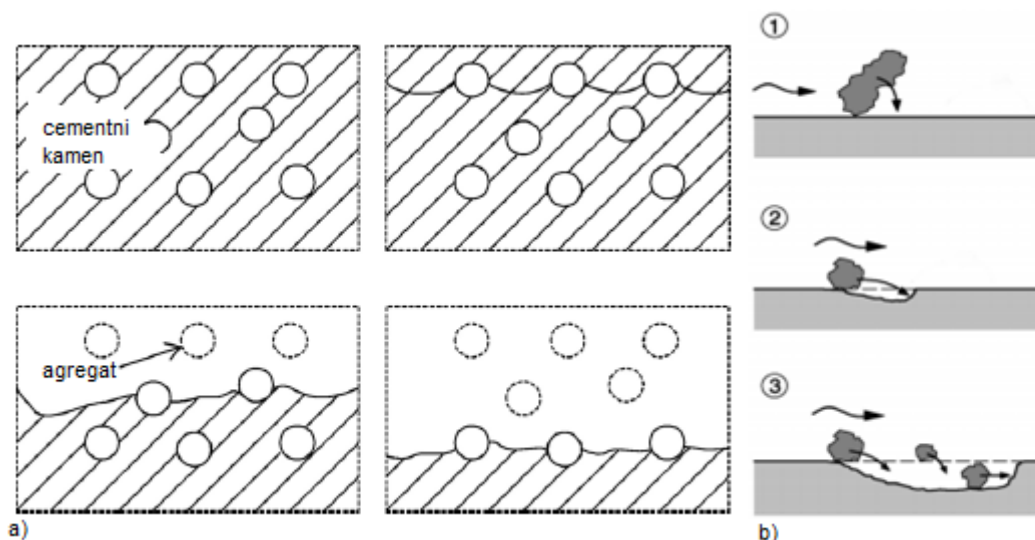 cementni
kamen
agregat
a)
①
②
③
b)